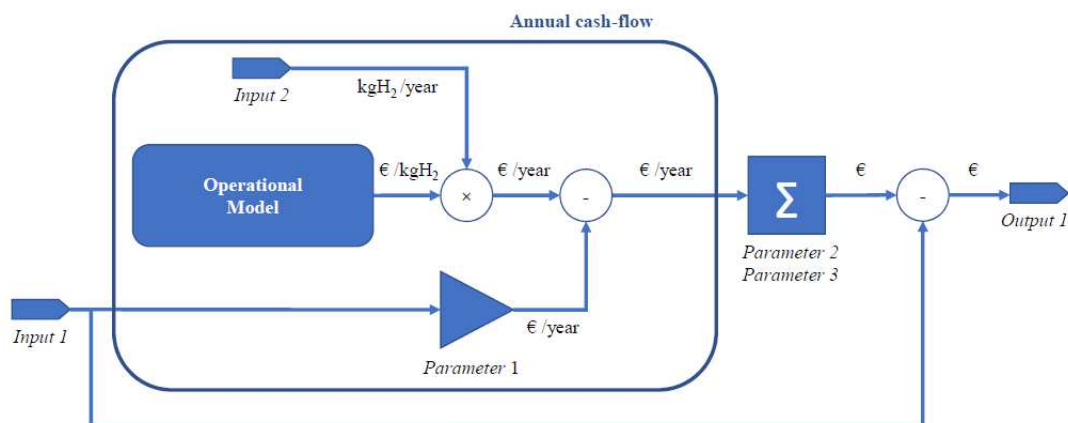 Annual cash-flow
Input 2
kgH₂ /year
Operational
Model
€ /kgH₂
×
€ /year
-
€ /year
Σ
€
-
€
Output 1
Parameter 2
Parameter 3
Input 1
€ /year
Parameter 1